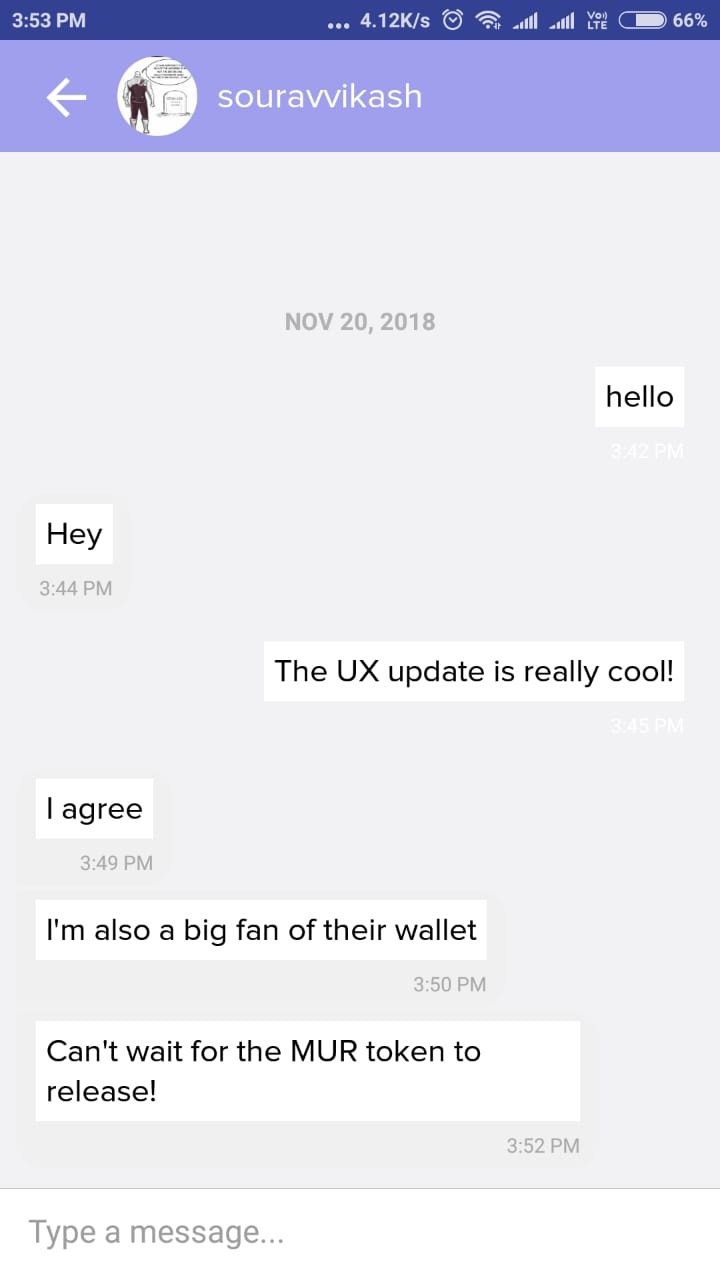 3:53 PM
... 4.12K/s
Vo)) LTE
66%
souravvikash
NOV 20, 2018
hello
3:42 PM
Hey
3:44 PM
The UX update is really cool!
3:45 PM
I agree
3:49 PM
I'm also a big fan of their wallet
3:50 PM
Can't wait for the MUR token to
release!
3:52 PM
Type a message...